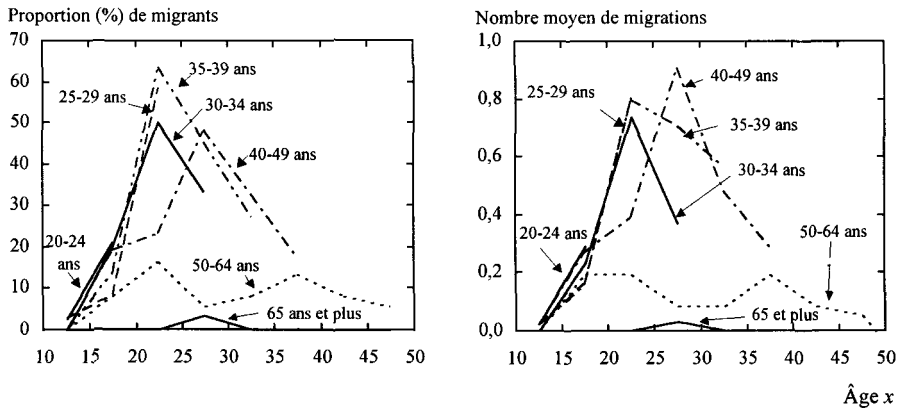 Proportion (%) de migrants
70
60
50
40
30
20
10
0
35-39 ans
25-29 ans
30-34 ans
40-49 ans
20-24
ans
50-64 ans
65 ans et plus
10 15 20 25 30 35 40 45 50
Nombre moyen de migrations
1,0
0,8
0,6
0,4
0,2
0,0
40-49 ans
25-29 ans
35-39 ans
30-34 ans
20-24
ans
50-64 ans
65 et plus
10 15 20 25 30 35 40 45 50
Âge x